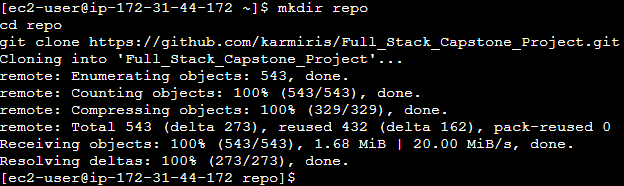 [ec2-user@ip-172-31-44-172 ~]$ mkdir repo
cd repo
git clone https://github.com/karmiris/Full_Stack_Capstone_Project.git
Cloning into 'Full_Stack_Capstone_Project'...
remote: Enumerating objects: 543, done.
remote: Counting objects: 100% (543/543), done.
remote: Compressing objects: 100% (329/329), done.
remote: Total 543 (delta 273), reused 432 (delta 162), pack-reused 0
Receiving objects: 100% (543/543), 1.68 MiB | 20.00 MiB/s, done.
Resolving deltas: 100% (273/273), done.
[ec2-user@ip-172-31-44-172 repo]$